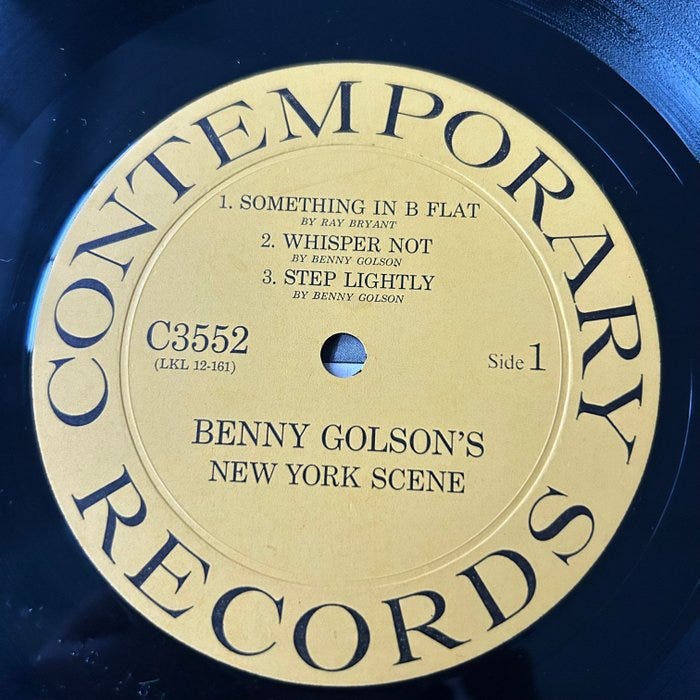 CONTEMPORARY
1. SOMETHING IN B FLAT
BY RAY BRYANT
2. WHISPER NOT
BY BENNY GOLSON
3. STEP LIGHTLY
BY BENNY GOLSON
C3552
(LKL 12-161)
Side 1
BENNY GOLSON'S
NEW YORK SCENE
RECORDS